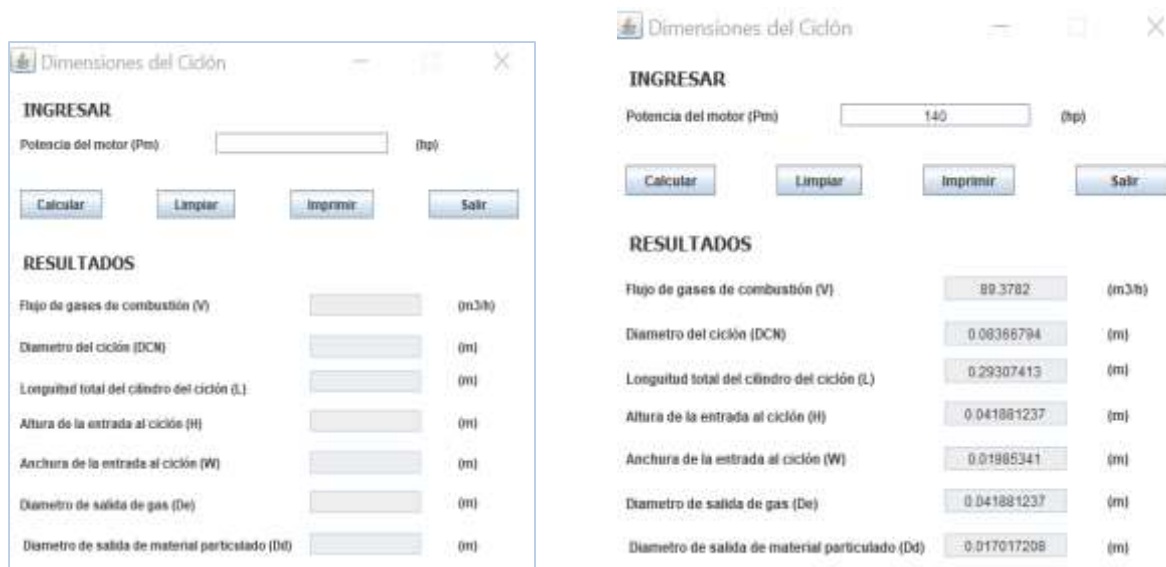 Dimensiones del Ciclón
INGRESAR
Potencia del motor (Pm) (hp)
Calcular Limpiar Imprimir Salir
RESULTADOS
Flujo de gases de combustión (V) (m3/h)
Diametro del ciclón (DCN) (m)
Longuitud total del cilindro del ciclón (L) (m)
Altura de la entrada al ciclón (H) (m)
Anchura de la entrada al ciclón (W) (m)
Diametro de salida de gas (De) (m)
Diametro de salida de material particulado (Dd) (m)
Dimensiones del Ciclón
INGRESAR
Potencia del motor (Pm) 140 (hp)
Calcular Limpiar Imprimir Salir
RESULTADOS
Flujo de gases de combustión (V) 89.3782 (m3/h)
Diametro del ciclón (DCN) 0.08366794 (m)
Longuitud total del cilindro del ciclón (L) 0.29307413 (m)
Altura de la entrada al ciclón (H) 0.041881237 (m)
Anchura de la entrada al ciclón (W) 0.01985341 (m)
Diametro de salida de gas (De) 0.041881237 (m)
Diametro de salida de material particulado (Dd) 0.017017208 (m)